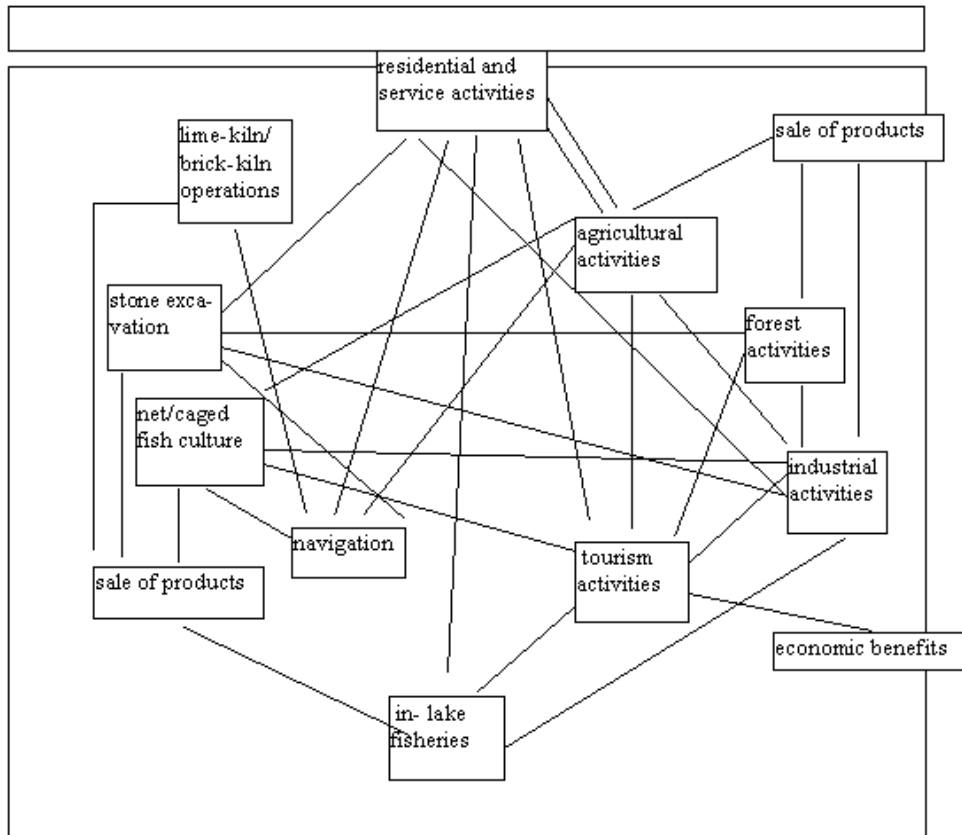 residential and
service activities
lime-kiln/
brick-kiln
operations
sale of products
agricultural
activities
stone exca-
vation
forest
activities
net/caged
fish culture
industrial
activities
navigation
tourism
activities
sale of products
economic benefits
in- lake
fisheries